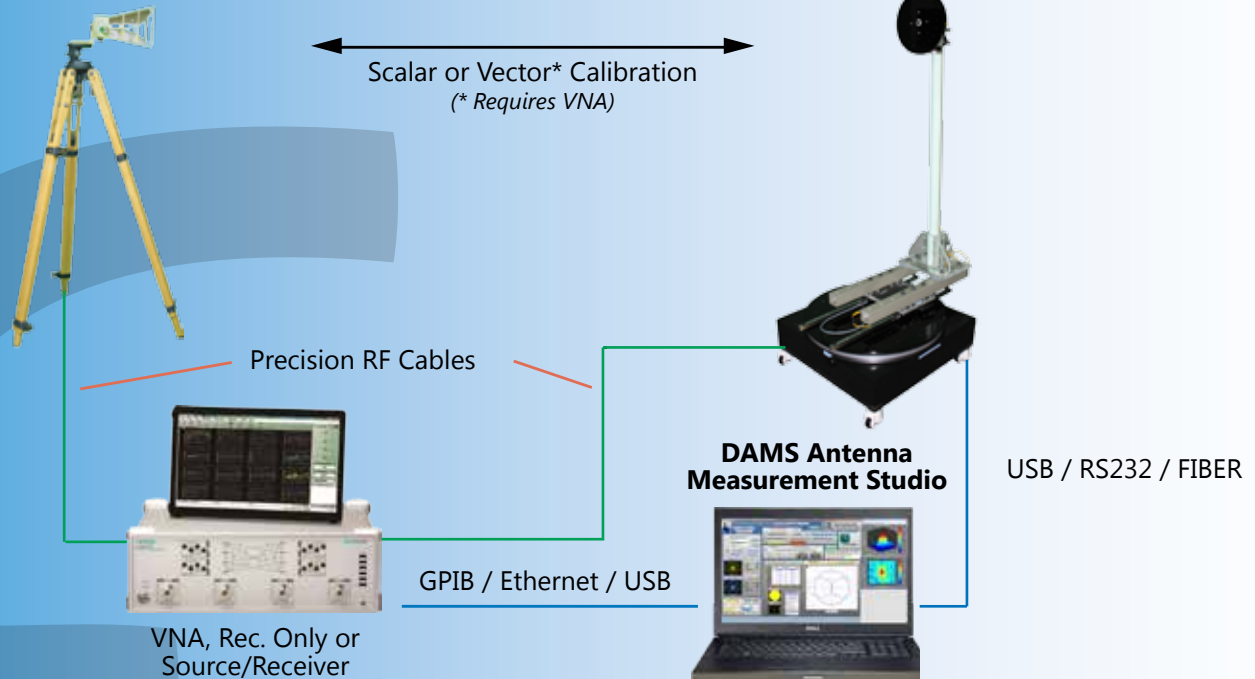 Scalar or Vector* Calibration
(* Requires VNA)
Precision RF Cables
DAMS Antenna
Measurement Studio
USB / RS232 / FIBER
GPIB / Ethernet / USB
VNA, Rec. Only or
Source/Receiver